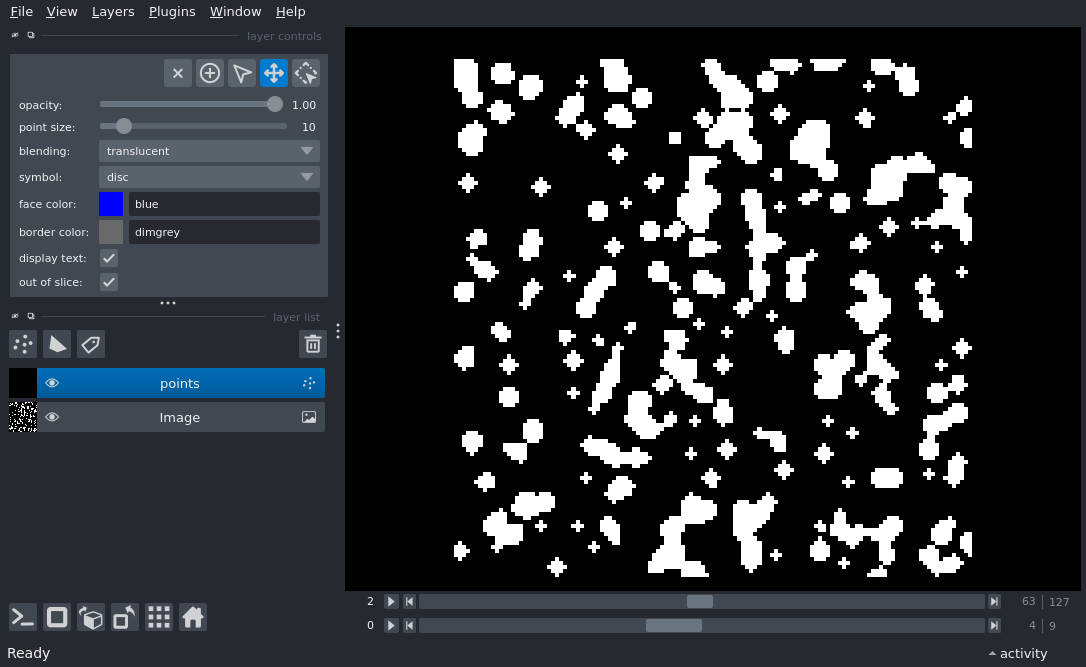 File View Layers Plugins Window Help
layer controls
opacity: 1.00
point size: 10
blending: translucent
symbol: disc
face color: blue
border color: dimgrey
display text:
out of slice:
layer list
points
Image
2 63 127
0 4 9
Ready activity